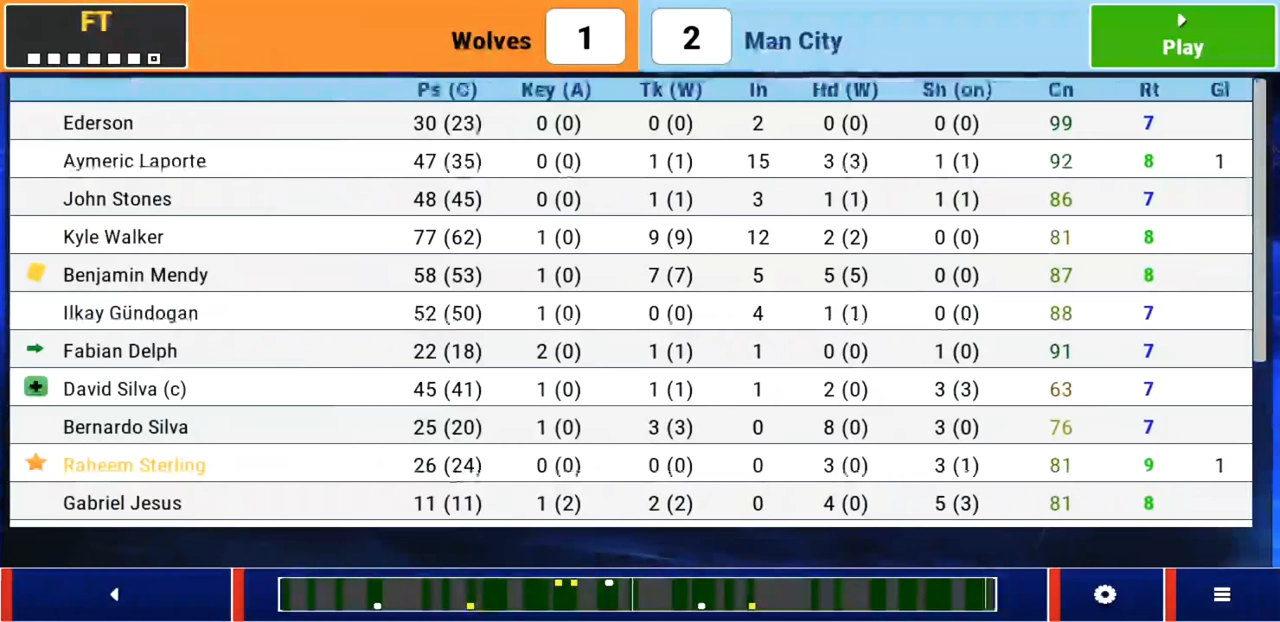 FT
Wolves 1 2 Man City
Play
Ps (C) Key (A) Tk (W) In Hd (W) Sh (on) Cn Rt Gl
Ederson 30 (23) 0 (0) 0 (0) 2 0 (0) 0 (0) 99 7
Aymeric Laporte 47 (35) 0 (0) 1 (1) 15 3 (3) 1 (1) 92 8 1
John Stones 48 (45) 0 (0) 1 (1) 3 1 (1) 1 (1) 86 7
Kyle Walker 77 (62) 1 (0) 9 (9) 12 2 (2) 0 (0) 81 8
Benjamin Mendy 58 (53) 1 (0) 7 (7) 5 5 (5) 0 (0) 87 8
Ilkay Gündogan 52 (50) 1 (0) 0 (0) 4 1 (1) 0 (0) 88 7
Fabian Delph 22 (18) 2 (0) 1 (1) 1 0 (0) 1 (0) 91 7
David Silva (c) 45 (41) 1 (0) 1 (1) 1 2 (0) 3 (3) 63 7
Bernardo Silva 25 (20) 1 (0) 3 (3) 0 8 (0) 3 (0) 76 7
Raheem Sterling 26 (24) 0 (0) 0 (0) 0 3 (0) 3 (1) 81 9 1
Gabriel Jesus 11 (11) 1 (2) 2 (2) 0 4 (0) 5 (3) 81 8